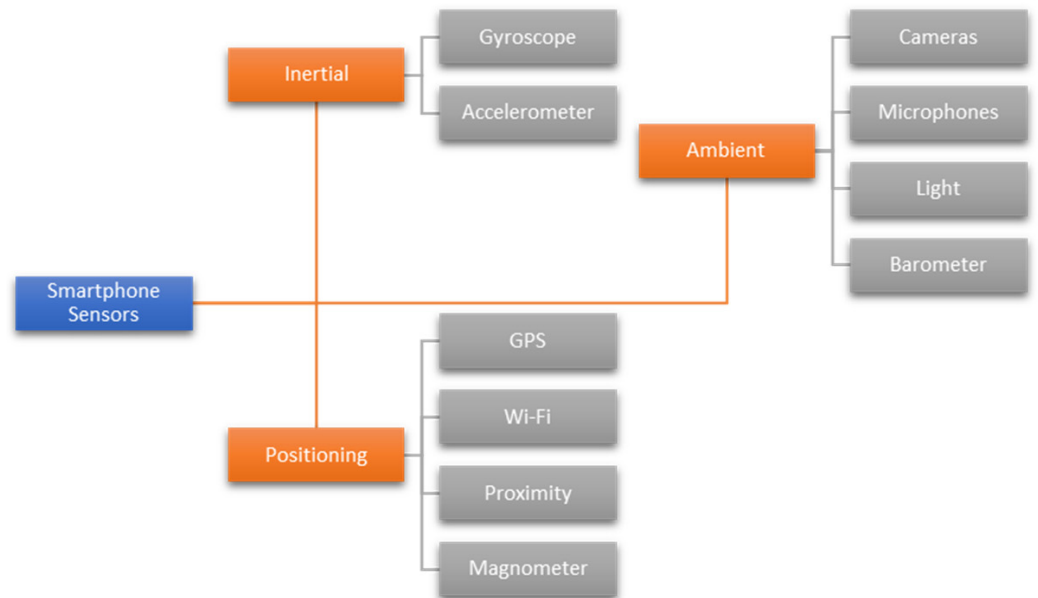 Smartphone
Sensors
Inertial
Gyroscope
Accelerometer
Ambient
Cameras
Microphones
Light
Barometer
Positioning
GPS
Wi-Fi
Proximity
Magnometer